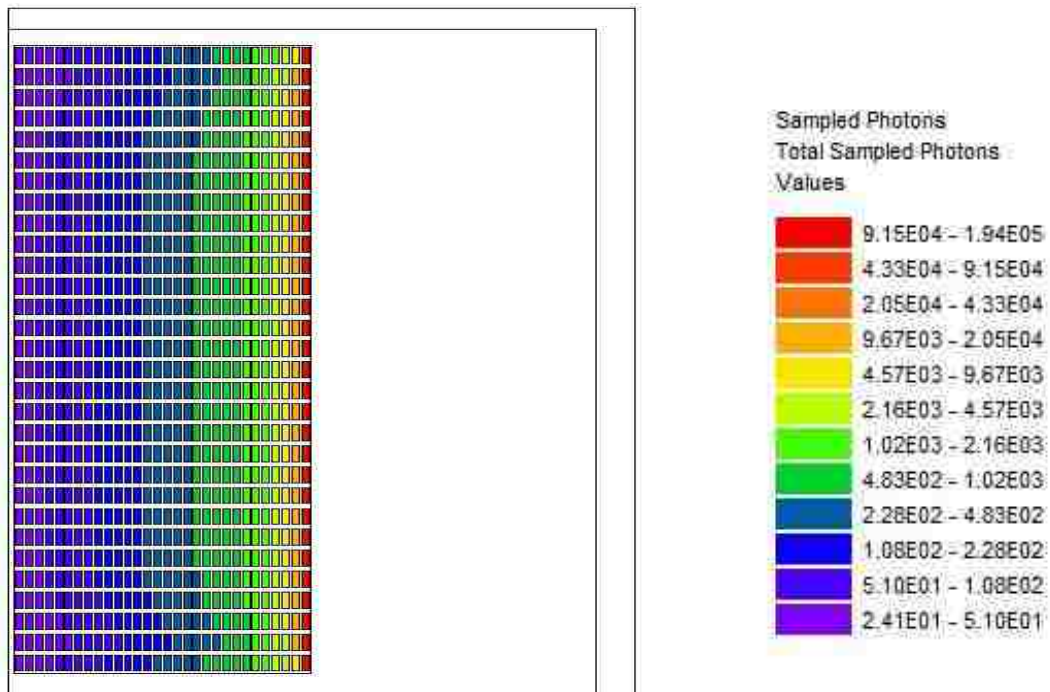 Sampled Photons
Total Sampled Photons
Values
9.15E04 - 1.94E05
4.33E04 - 9.15E04
2.05E04 - 4.33E04
9.67E03 - 2.05E04
4.57E03 - 9.67E03
2.16E03 - 4.57E03
1.02E03 - 2.16E03
4.83E02 - 1.02E03
2.28E02 - 4.83E02
1.08E02 - 2.28E02
5.10E01 - 1.08E02
2.41E01 - 5.10E01